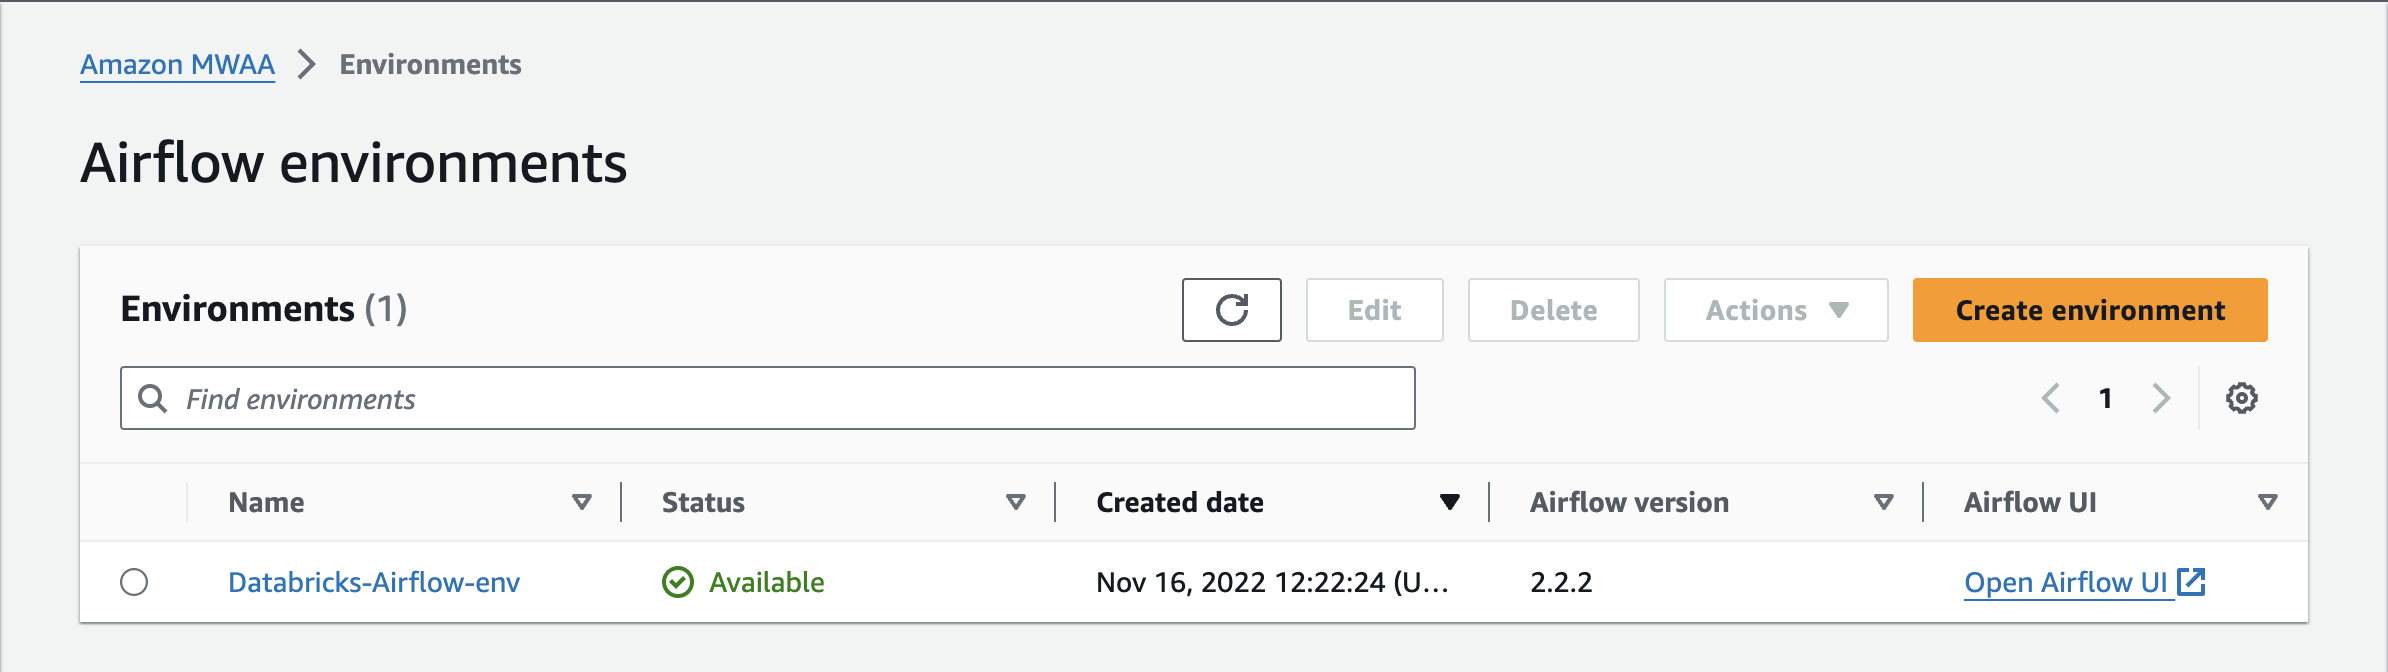 Amazon MWAA > Environments
Airflow environments
Environments (1)
Edit Delete Actions Create environment
Find environments
1
Name Status Created date Airflow version Airflow UI
Databricks-Airflow-env Available Nov 16, 2022 12:22:24 (U... 2.2.2 Open Airflow UI